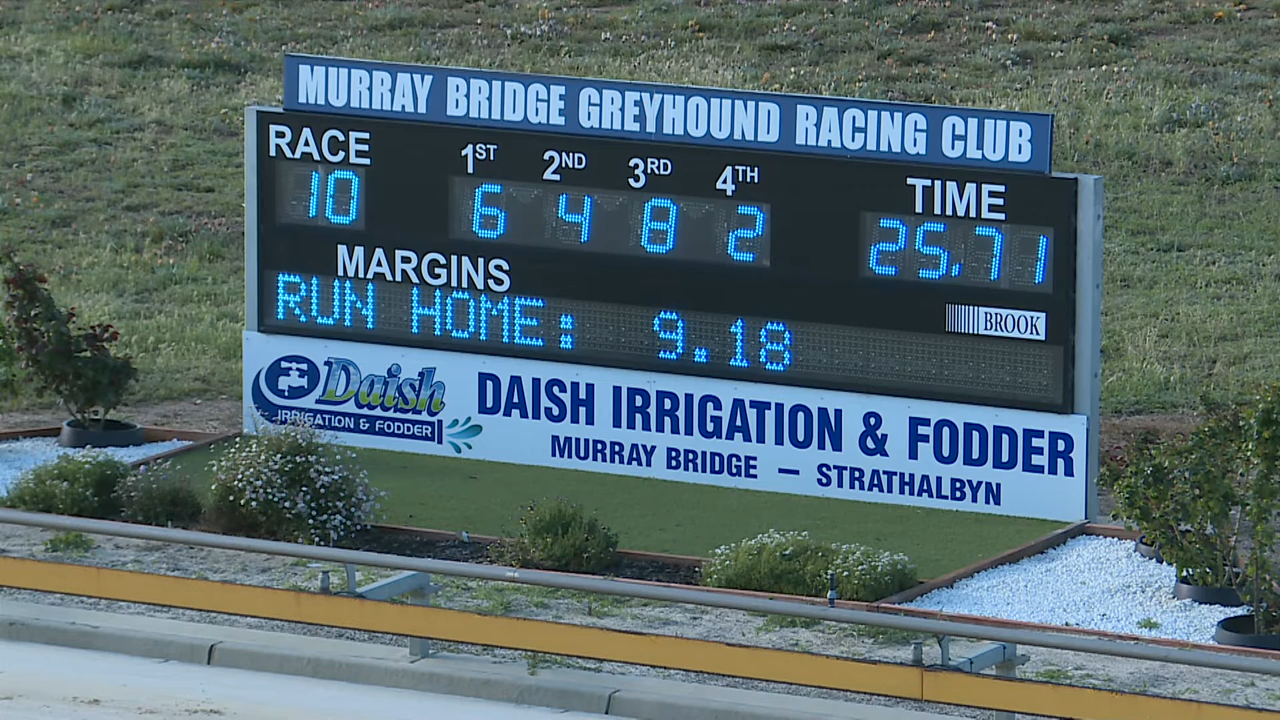 MURRAY BRIDGE GREYHOUND RACING CLUB
RACE 1ST 2ND 3RD 4TH TIME
10 6 4 8 2 25.71
MARGINS
RUN HOME: 9.18
BROOK
Daish
IRRIGATION & FODDER
DAISH IRRIGATION & FODDER
MURRAY BRIDGE – STRATHALBYN